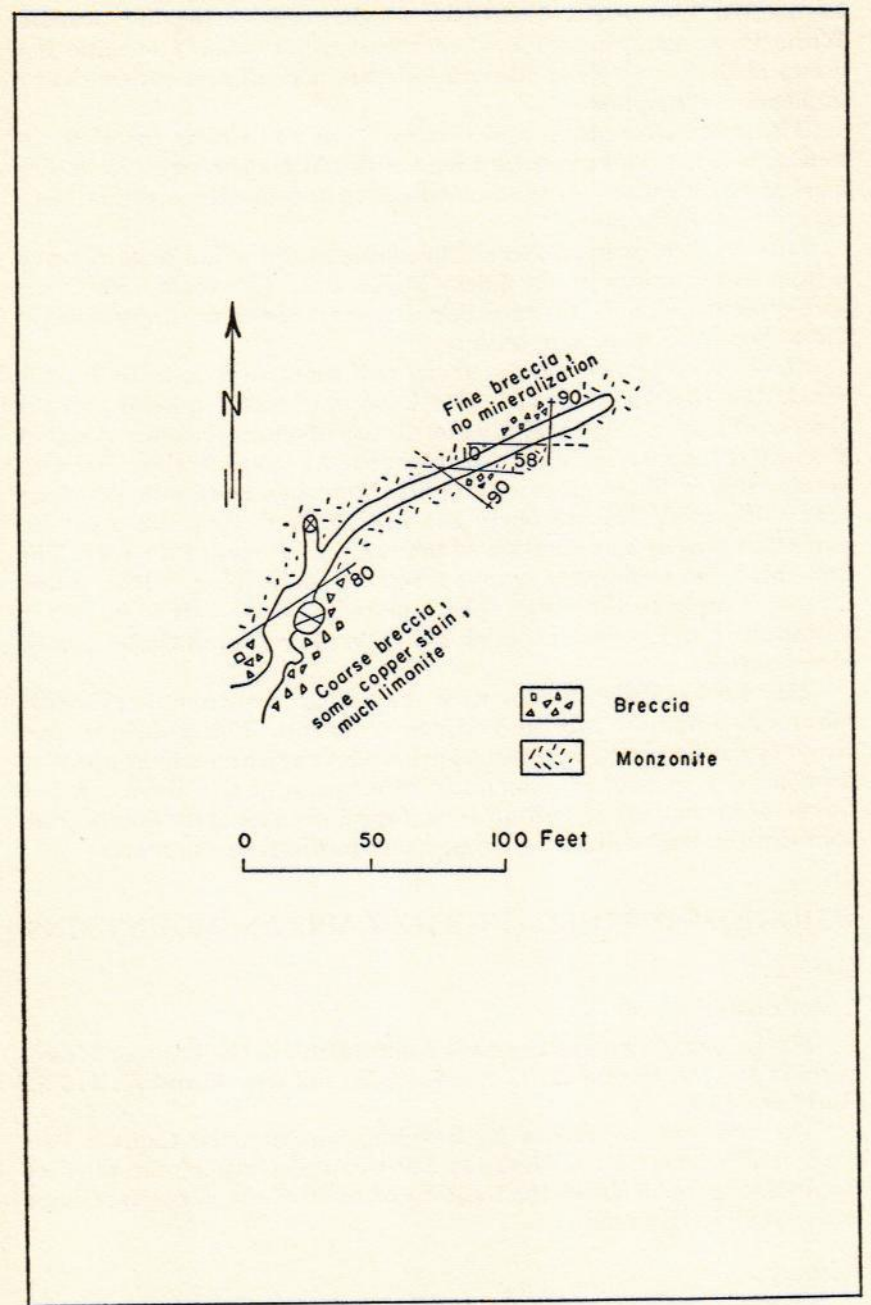 Fine breccia,
no mineralization
90
N
10
58
90
80
Coarse breccia,
some copper stain,
much limonite
Breccia
Monzonite
0 50 100 Feet